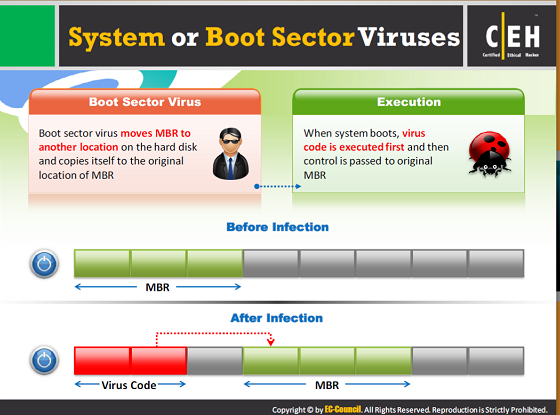 System or Boot Sector Viruses
C|EH
Certified Ethical Hacker
Boot Sector Virus
Boot sector virus moves MBR to
another location on the hard disk
and copies itself to the original
location of MBR
Execution
When system boots, virus
code is executed first and then
control is passed to original
MBR
Before Infection
MBR
After Infection
Virus Code
MBR
Copyright © by EC-Council. All Rights Reserved. Reproduction is Strictly Prohibited.